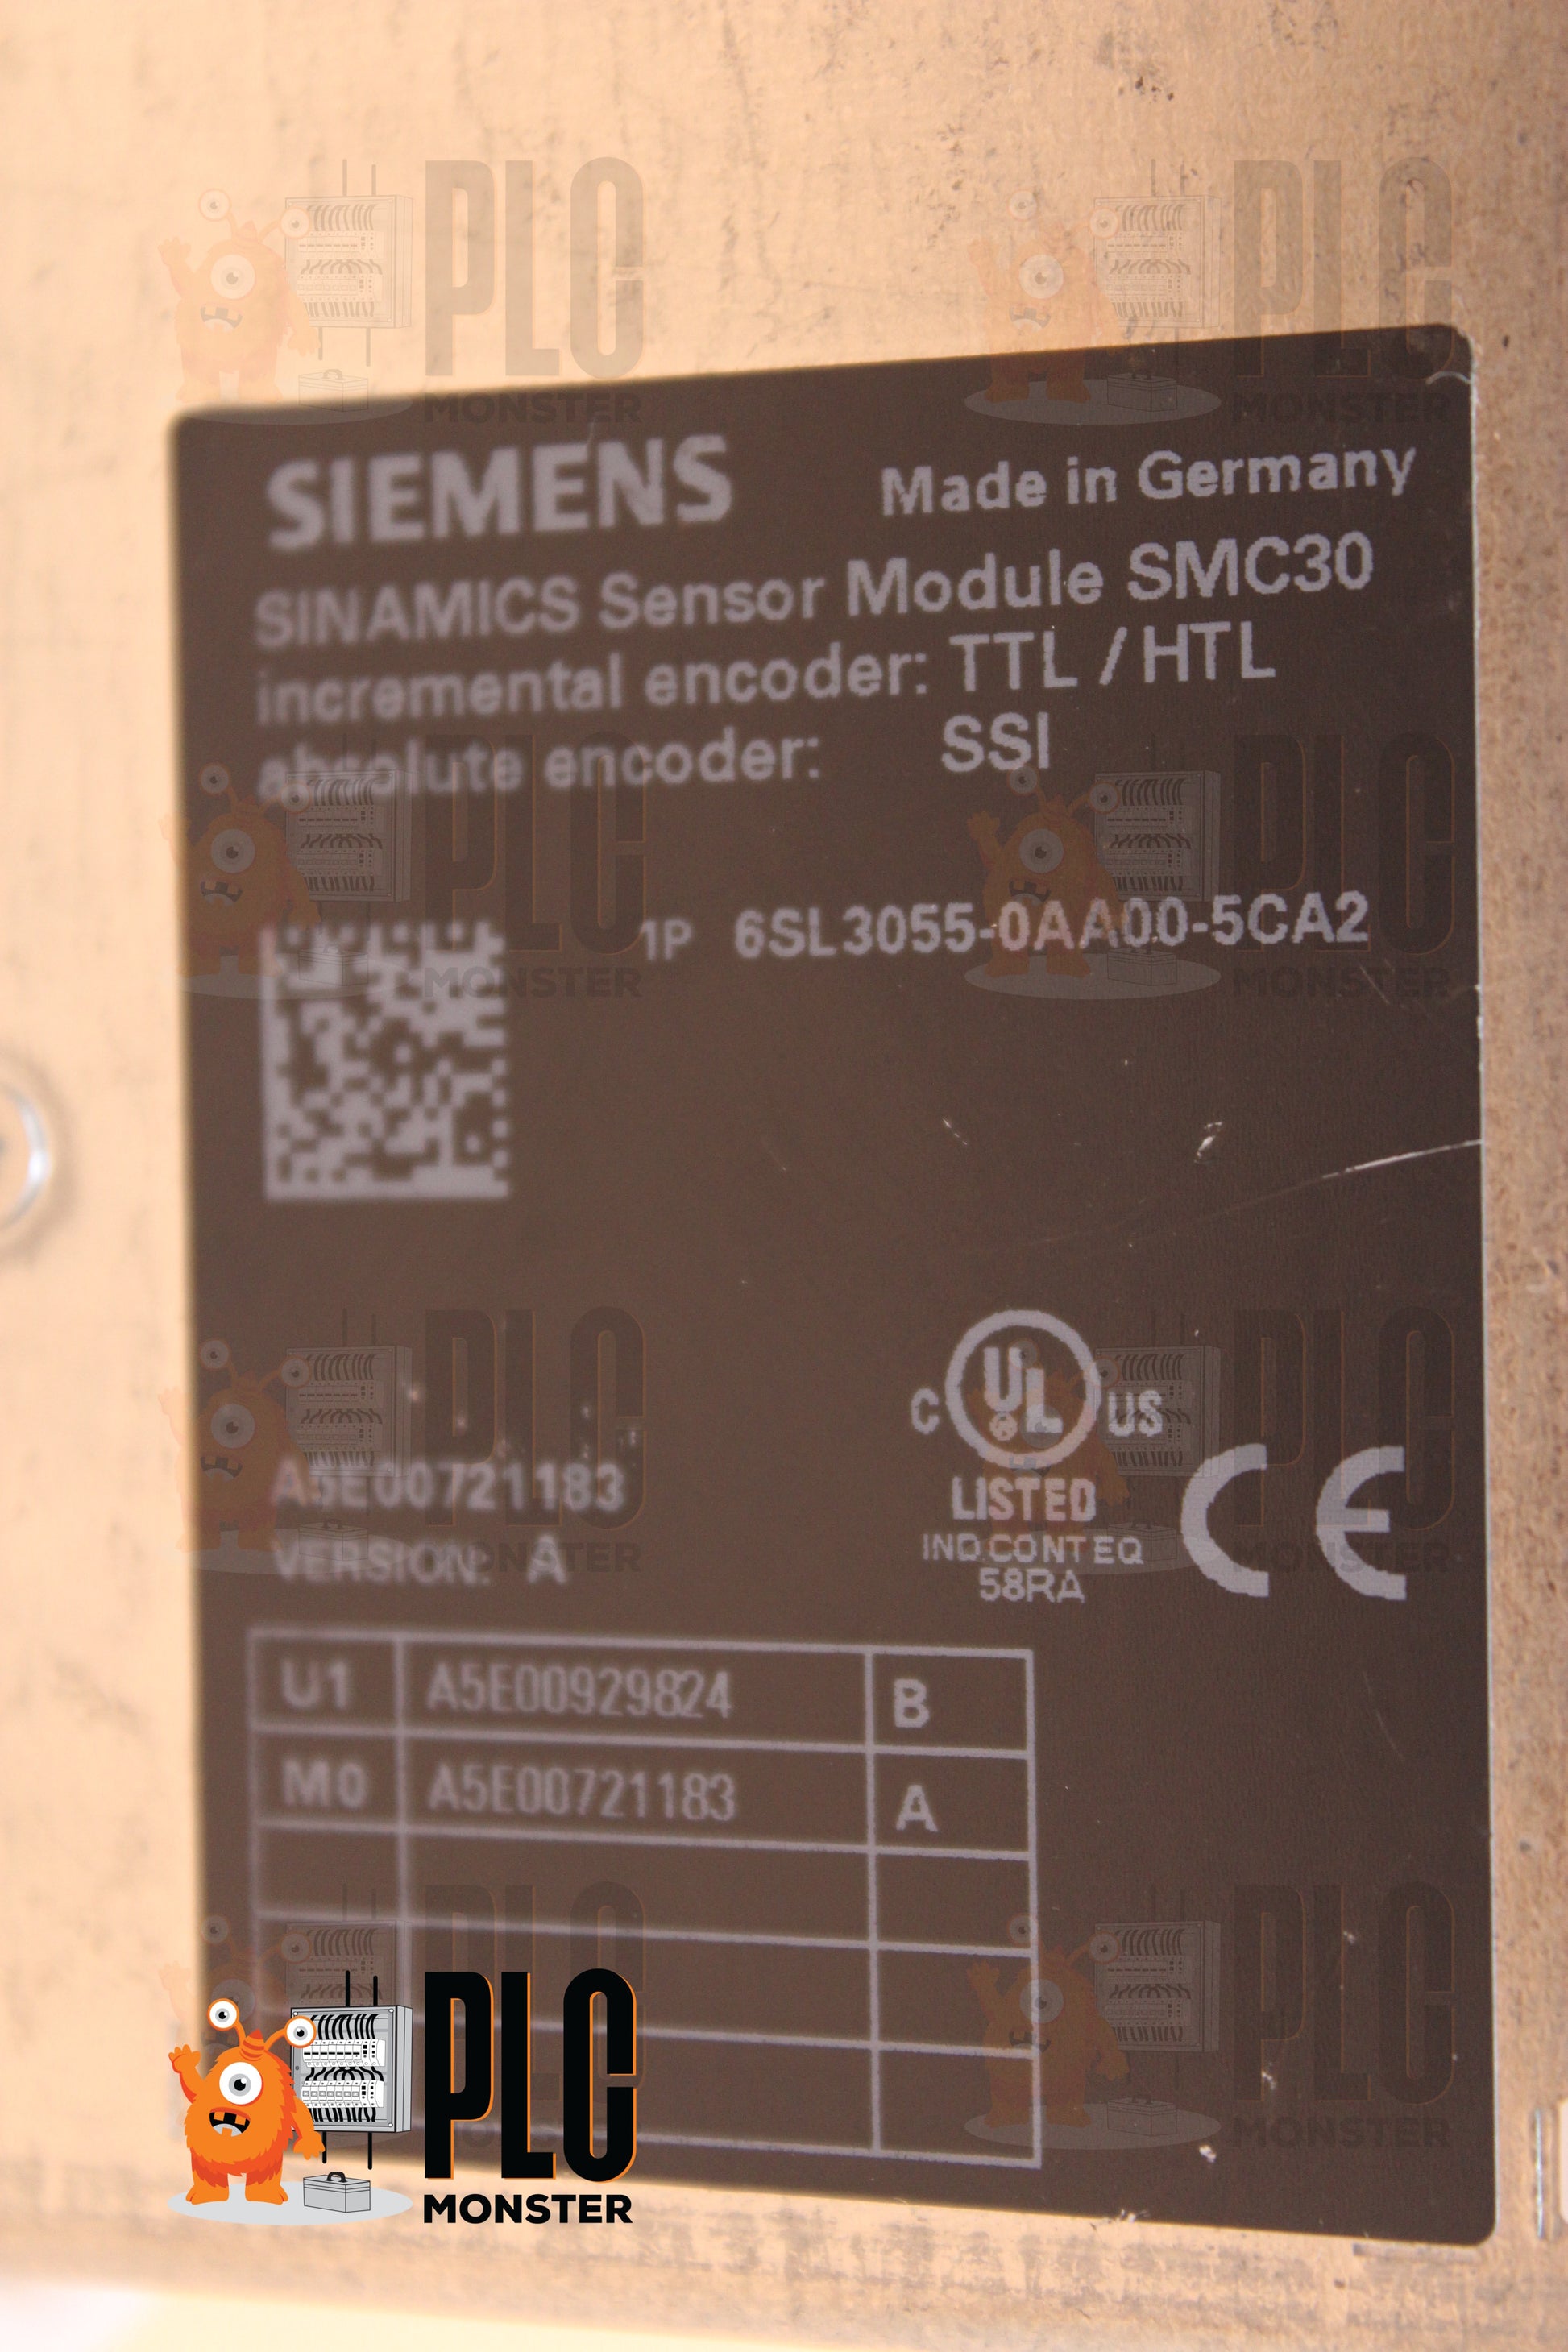 SIEMENS Made in Germany
SINAMICS Sensor Module SMC30
incremental encoder: TTL / HTL
absolute encoder: SSI
1P 6SL3055-0AA00-5CA2
C UL US
LISTED
IND.CONT.EQ
58RA
CE
A5E00721183
VERSION: A
U1 A5E00929824 B
M0 A5E00721183 A
PLC
MONSTER